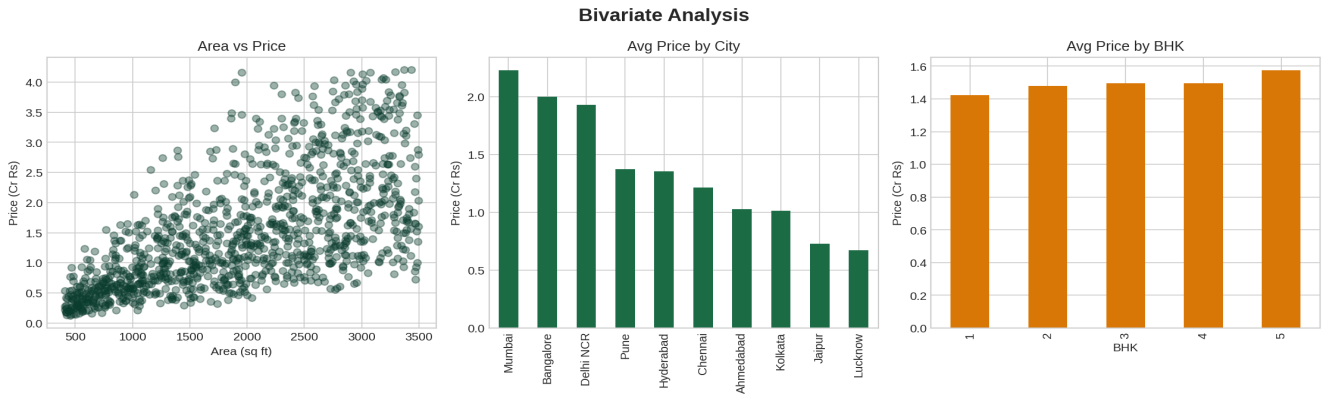 Bivariate Analysis
Area vs Price
Price (Cr Rs)
4.0
3.5
3.0
2.5
2.0
1.5
1.0
0.5
0.0
500 1000 1500 2000 2500 3000 3500
Area (sq ft)
Avg Price by City
Price (Cr Rs)
2.0
1.5
1.0
0.5
0.0
Mumbai
Bangalore
Delhi NCR
Pune
Hyderabad
Chennai
Ahmedabad
Kolkata
Jaipur
Lucknow
Avg Price by BHK
Price (Cr Rs)
1.6
1.4
1.2
1.0
0.8
0.6
0.4
0.2
0.0
1 2 3 4 5
BHK